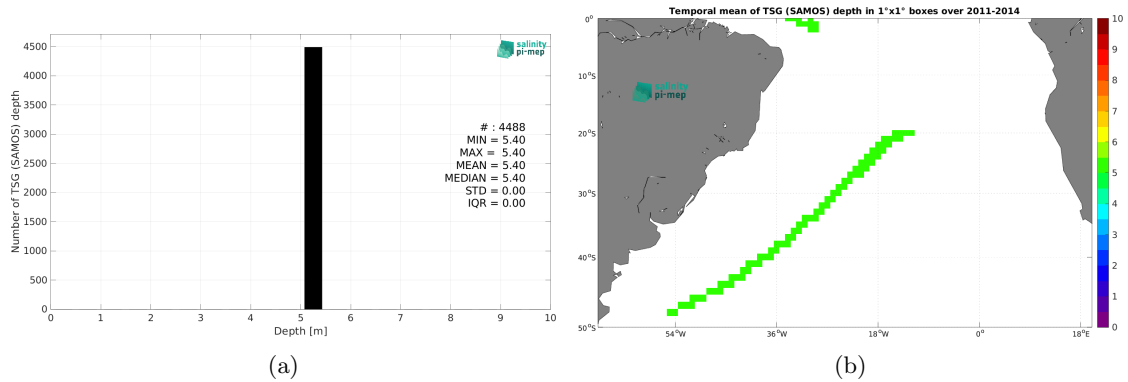 4500
4000
3500
3000
2500
2000
1500
1000
500
0
Number of TSG (SAMOS) depth
salinity
pi-mep
# : 4488
MIN = 5.40
MAX = 5.40
MEAN = 5.40
MEDIAN = 5.40
STD = 0.00
IQR = 0.00
0 1 2 3 4 5 6 7 8 9 10
Depth [m]
(a)
Temporal mean of TSG (SAMOS) depth in 1°x1° boxes over 2011-2014
0°
10°S
20°S
30°S
40°S
50°S
salinity
pi-mep
54°W 36°W 18°W 0° 18°E
10
9
8
7
6
5
4
3
2
1
0
(b)